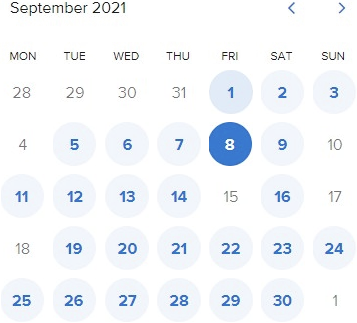 September 2021
MON TUE WED THU FRI SAT SUN
28 29 30 31 1 2 3
4 5 6 7 8 9 10
11 12 13 14 15 16 17
18 19 20 21 22 23 24
25 26 27 28 29 30 1